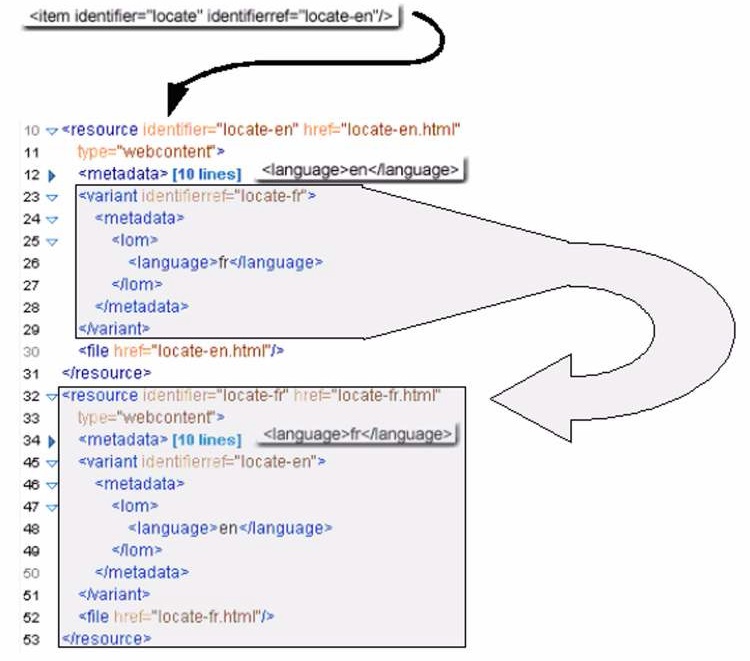 <item identifier="locate" identifierref="locate-en"/>
10 <resource identifier="locate-en" href="locate-en.html"
11 type="webcontent">
12 <metadata> [10 lines] <language>en</language>
23 <variant identifierref="locate-fr">
24 <metadata>
25 <lom>
26 <language>fr</language>
27 </lom>
28 </metadata>
29 </variant>
30 <file href="locate-en.html"/>
31 </resource>
32 <resource identifier="locate-fr" href="locate-fr.html"
33 type="webcontent">
34 <metadata> [10 lines] <language>fr</language>
45 <variant identifierref="locate-en">
46 <metadata>
47 <lom>
48 <language>en</language>
49 </lom>
50 </metadata>
51 </variant>
52 <file href="locate-fr.html"/>
53 </resource>